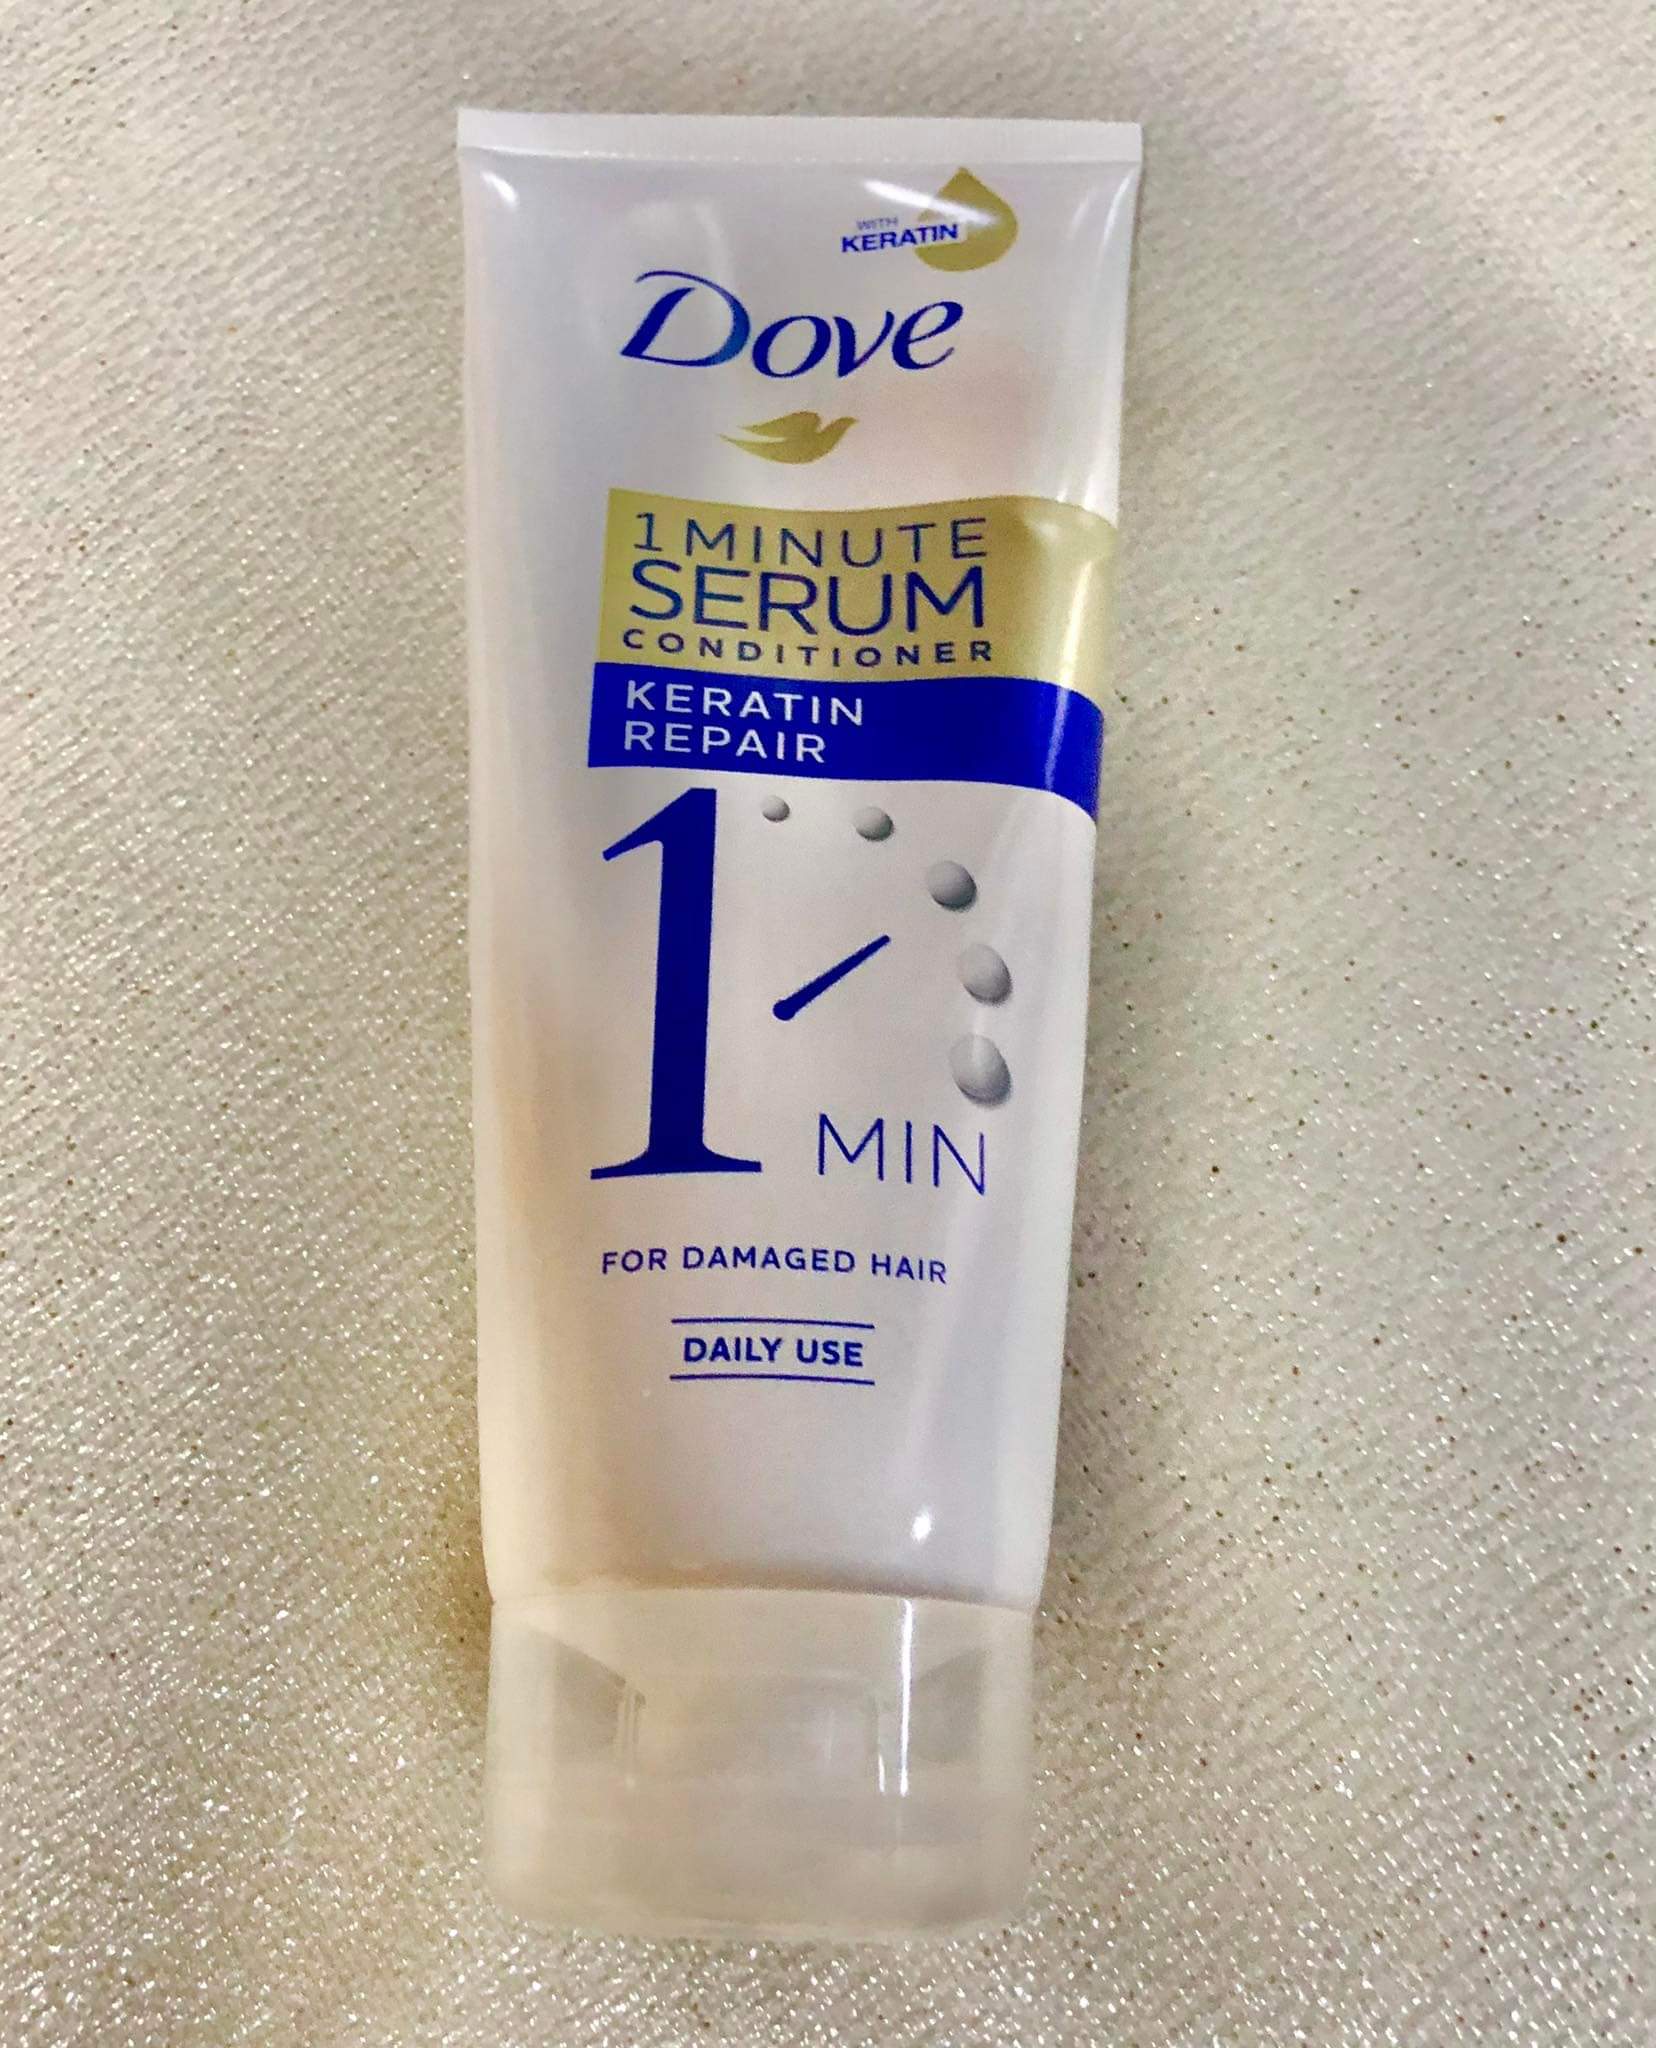 WITH
KERATIN
Dove
1 MINUTE
SERUM
CONDITIONER
KERATIN
REPAIR
1 MIN
FOR DAMAGED HAIR
DAILY USE